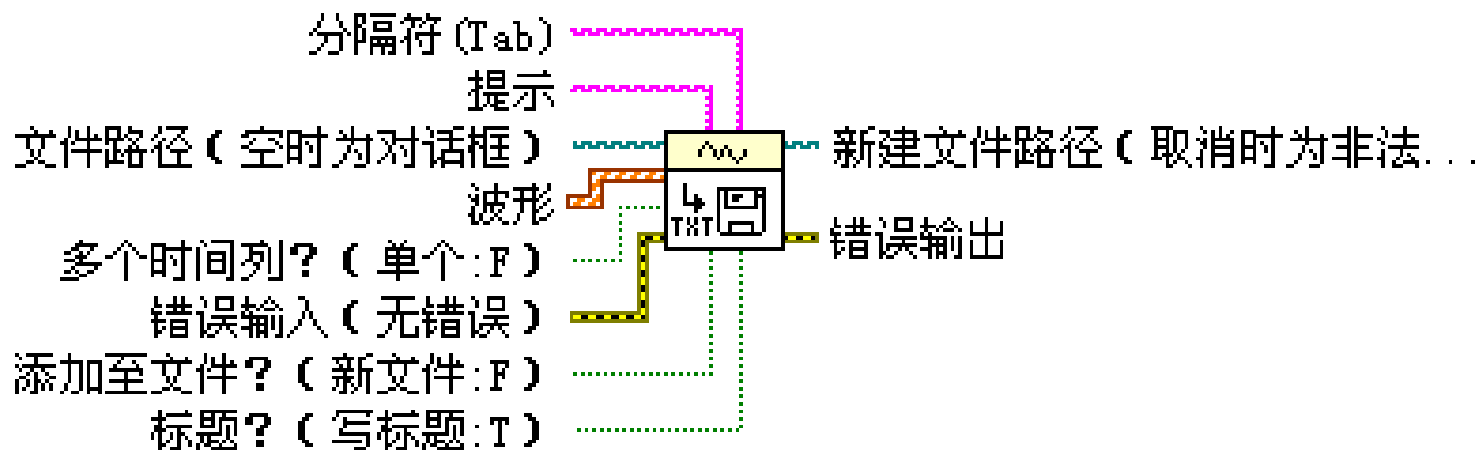 分隔符(Tab)
提示
文件路径(空时为对话框)
新建文件路径(取消时为非法...
波形
TXT
错误输出
多个时间列?(单个:F)
错误输入(无错误)
添加至文件?(新文件:F)
标题?(写标题:T)